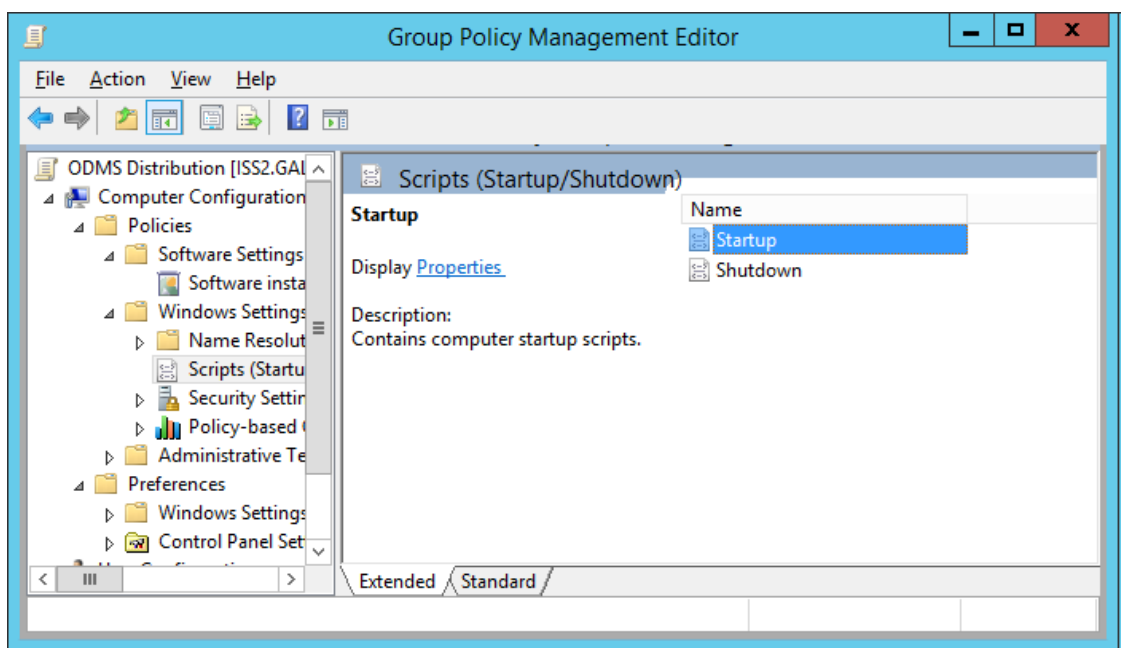 Group Policy Management Editor
File Action View Help
ODMS Distribution [ISS2.GAL
Computer Configuration
Policies
Software Settings
Software insta
Windows Settings
Name Resolut
Scripts (Startu
Security Settin
Policy-based
Administrative Te
Preferences
Windows Settings
Control Panel Set
Scripts (Startup/Shutdown)
Startup
Display Properties
Description:
Contains computer startup scripts.
Name
Startup
Shutdown
Extended Standard